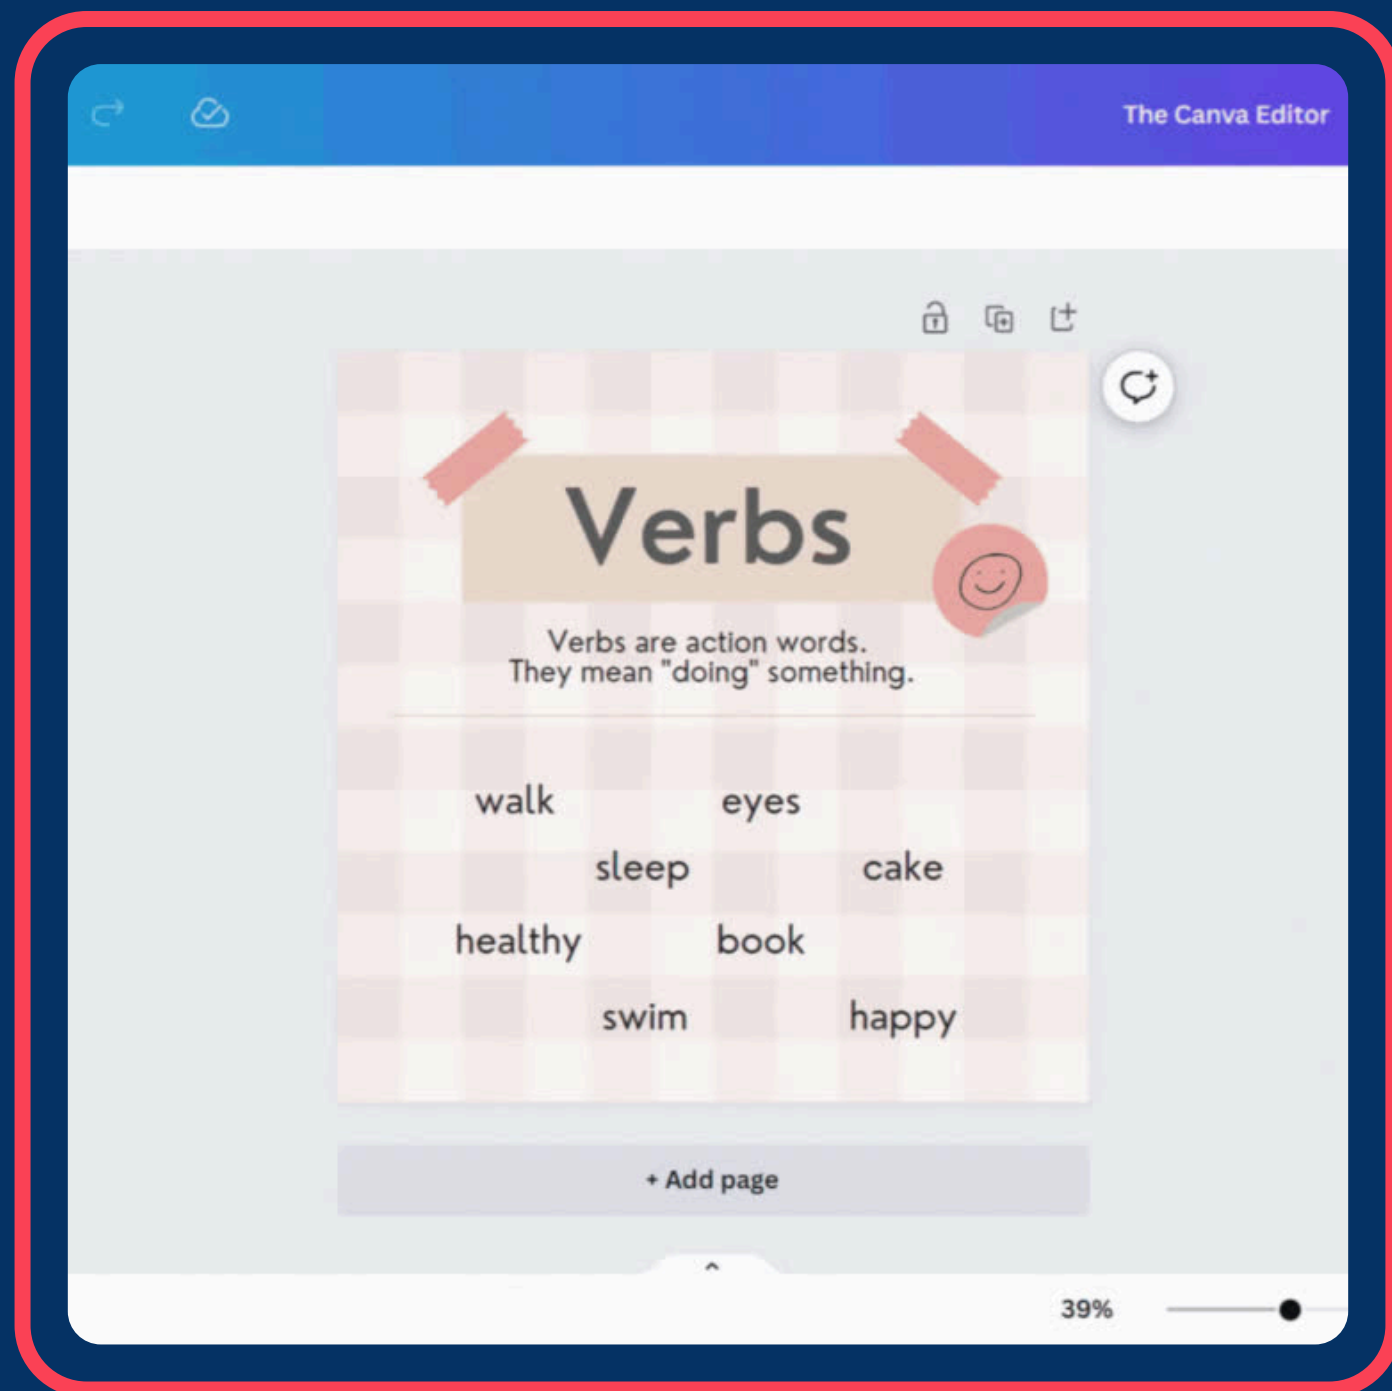 The Canva Editor
Verbs
Verbs are action words.
They mean "doing" something.
walk eyes
sleep cake
healthy book
swim happy
+ Add page
39%